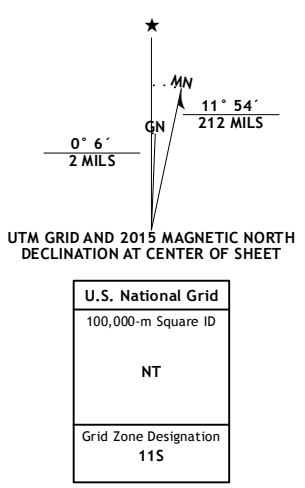 ★
MN
GN
11° 54´
212 MILS
0° 6´
2 MILS
UTM GRID AND 2015 MAGNETIC NORTH
DECLINATION AT CENTER OF SHEET
U.S. National Grid
100,000-m Square ID
NT
Grid Zone Designation
11S